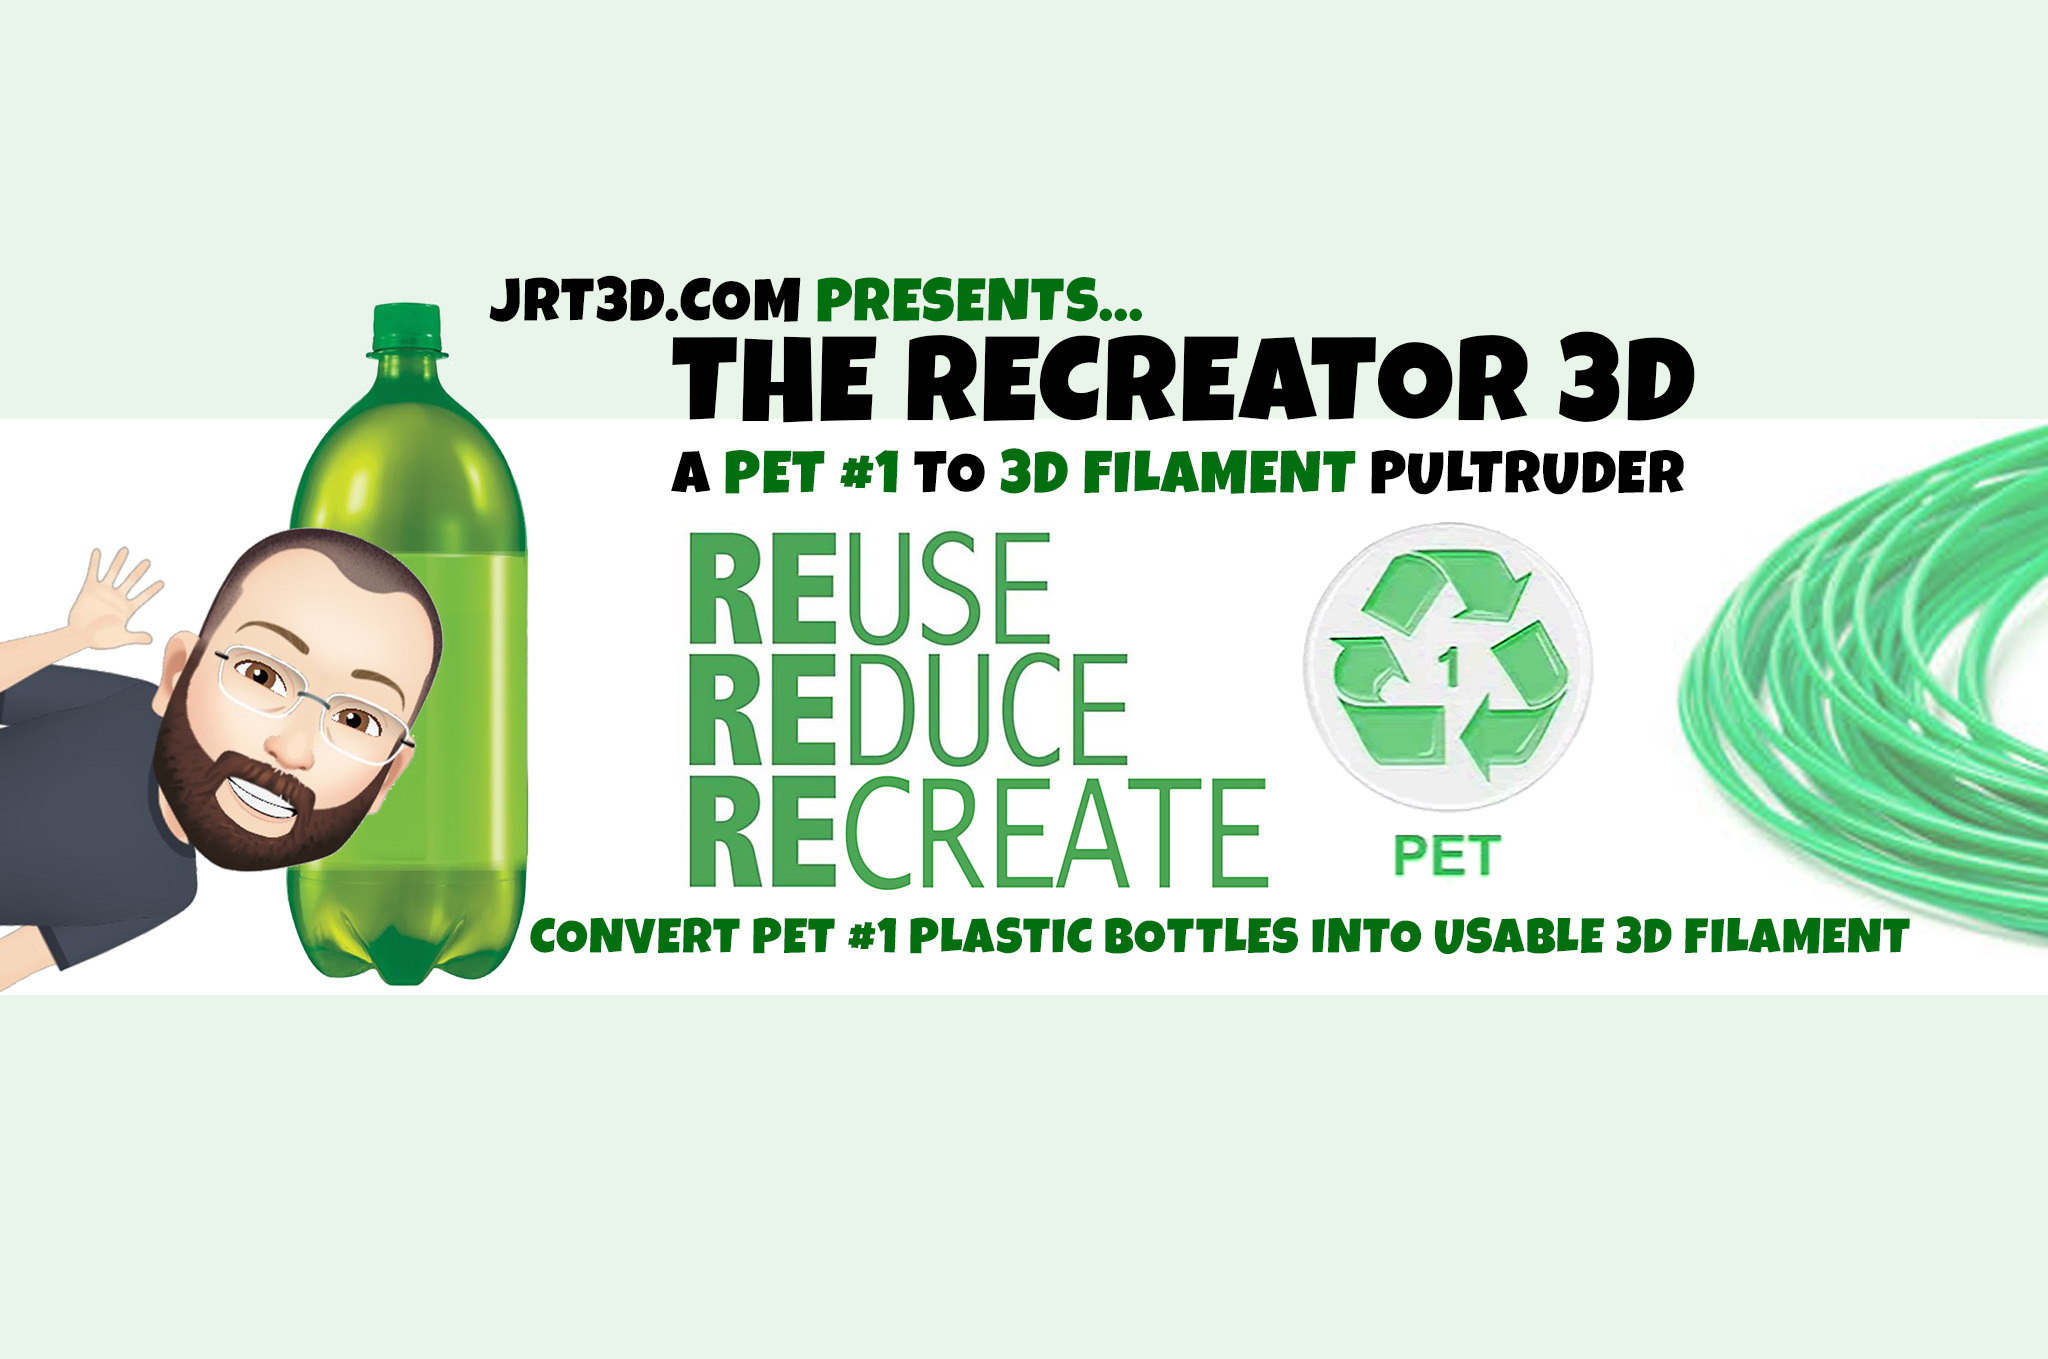 JRT3D.COM PRESENTS...
THE RECREATOR 3D
A PET #1 TO 3D FILAMENT PULTRUDER
REUSE
REDUCE
RECREATE
1
PET
CONVERT PET #1 PLASTIC BOTTLES INTO USABLE 3D FILAMENT